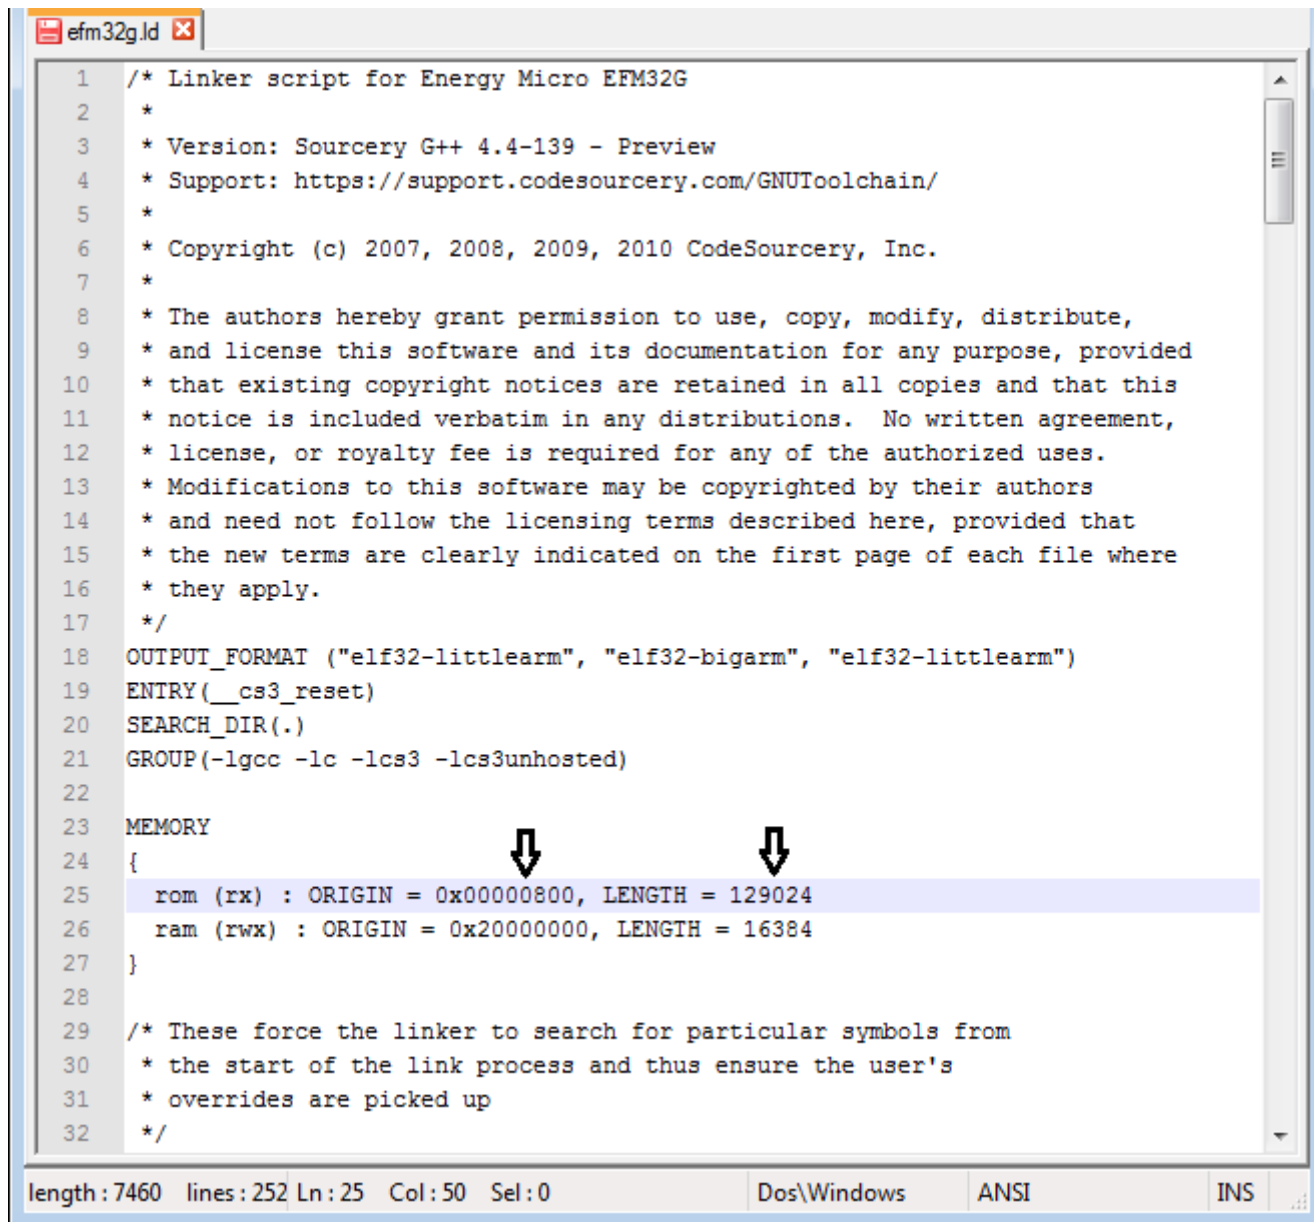 efm32g.ld
1 /* Linker script for Energy Micro EFM32G
2 *
3 * Version: Sourcery G++ 4.4-139 - Preview
4 * Support: https://support.codesourcery.com/GNUToolchain/
5 *
6 * Copyright (c) 2007, 2008, 2009, 2010 CodeSourcery, Inc.
7 *
8 * The authors hereby grant permission to use, copy, modify, distribute,
9 * and license this software and its documentation for any purpose, provided
10 * that existing copyright notices are retained in all copies and that this
11 * notice is included verbatim in any distributions.  No written agreement,
12 * license, or royalty fee is required for any of the authorized uses.
13 * Modifications to this software may be copyrighted by their authors
14 * and need not follow the licensing terms described here, provided that
15 * the new terms are clearly indicated on the first page of each file where
16 * they apply.
17 */
18 OUTPUT_FORMAT ("elf32-littlearm", "elf32-bigarm", "elf32-littlearm")
19 ENTRY(__cs3_reset)
20 SEARCH_DIR(.)
21 GROUP(-lgcc -lc -lcs3 -lcs3unhosted)
22
23 MEMORY
24 {
25 rom (rx) : ORIGIN = 0x00000800, LENGTH = 129024
26 ram (rwx) : ORIGIN = 0x20000000, LENGTH = 16384
27 }
28
29 /* These force the linker to search for particular symbols from
30 * the start of the link process and thus ensure the user's
31 * overrides are picked up
32 */
length : 7460 lines : 252 Ln : 25 Col : 50 Sel : 0 Dos\Windows ANSI INS